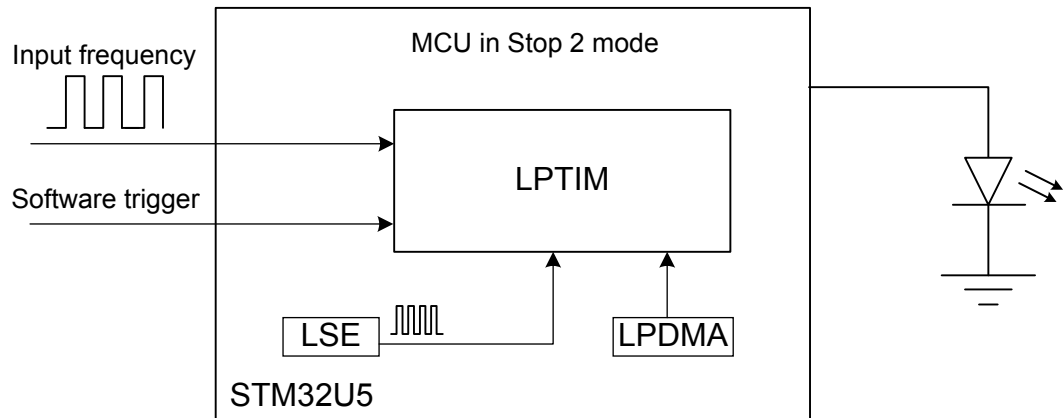 MCU in Stop 2 mode
Input frequency
LPTIM
Software trigger
LSE
LPDMA
STM32U5